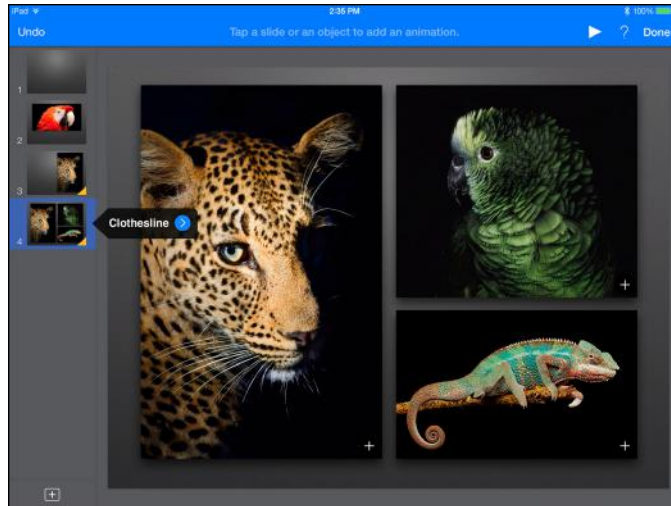 iPad 2:35 PM 100%
Undo Tap a slide or an object to add an animation. ? Done
1
2
3
Clothesline
4